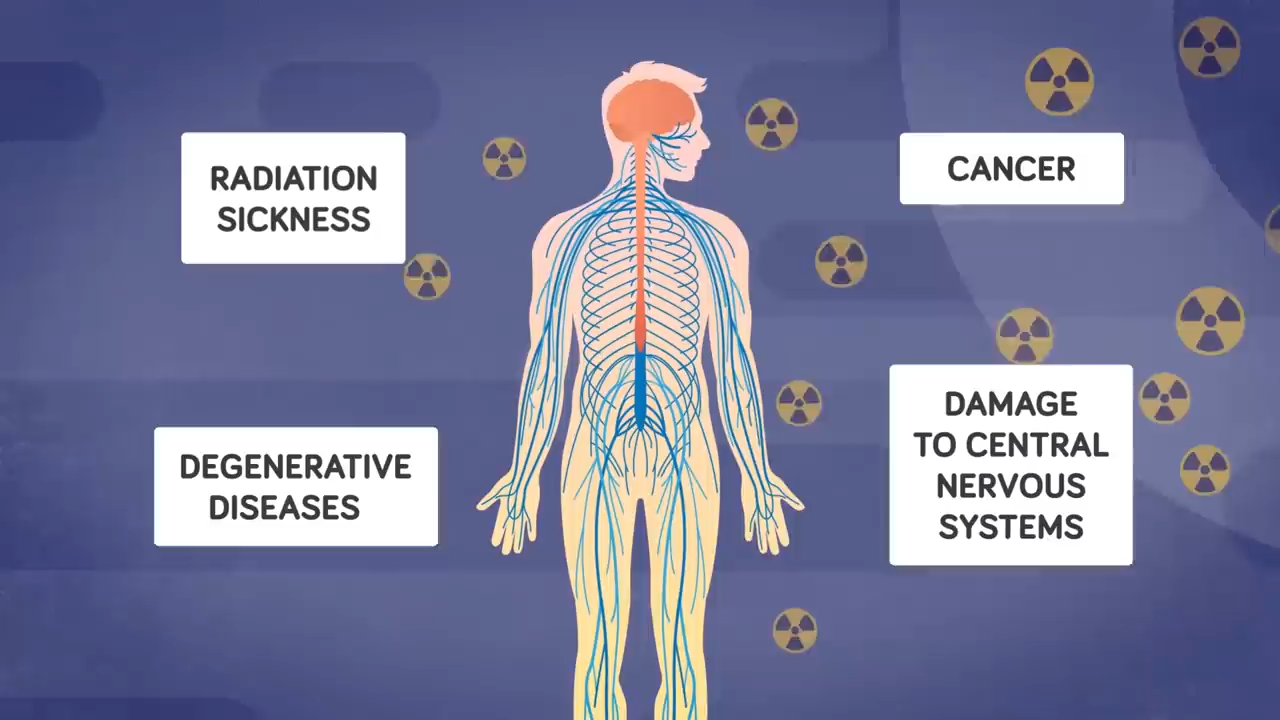 RADIATION
SICKNESS
CANCER
DEGENERATIVE
DISEASES
DAMAGE
TO CENTRAL
NERVOUS
SYSTEMS